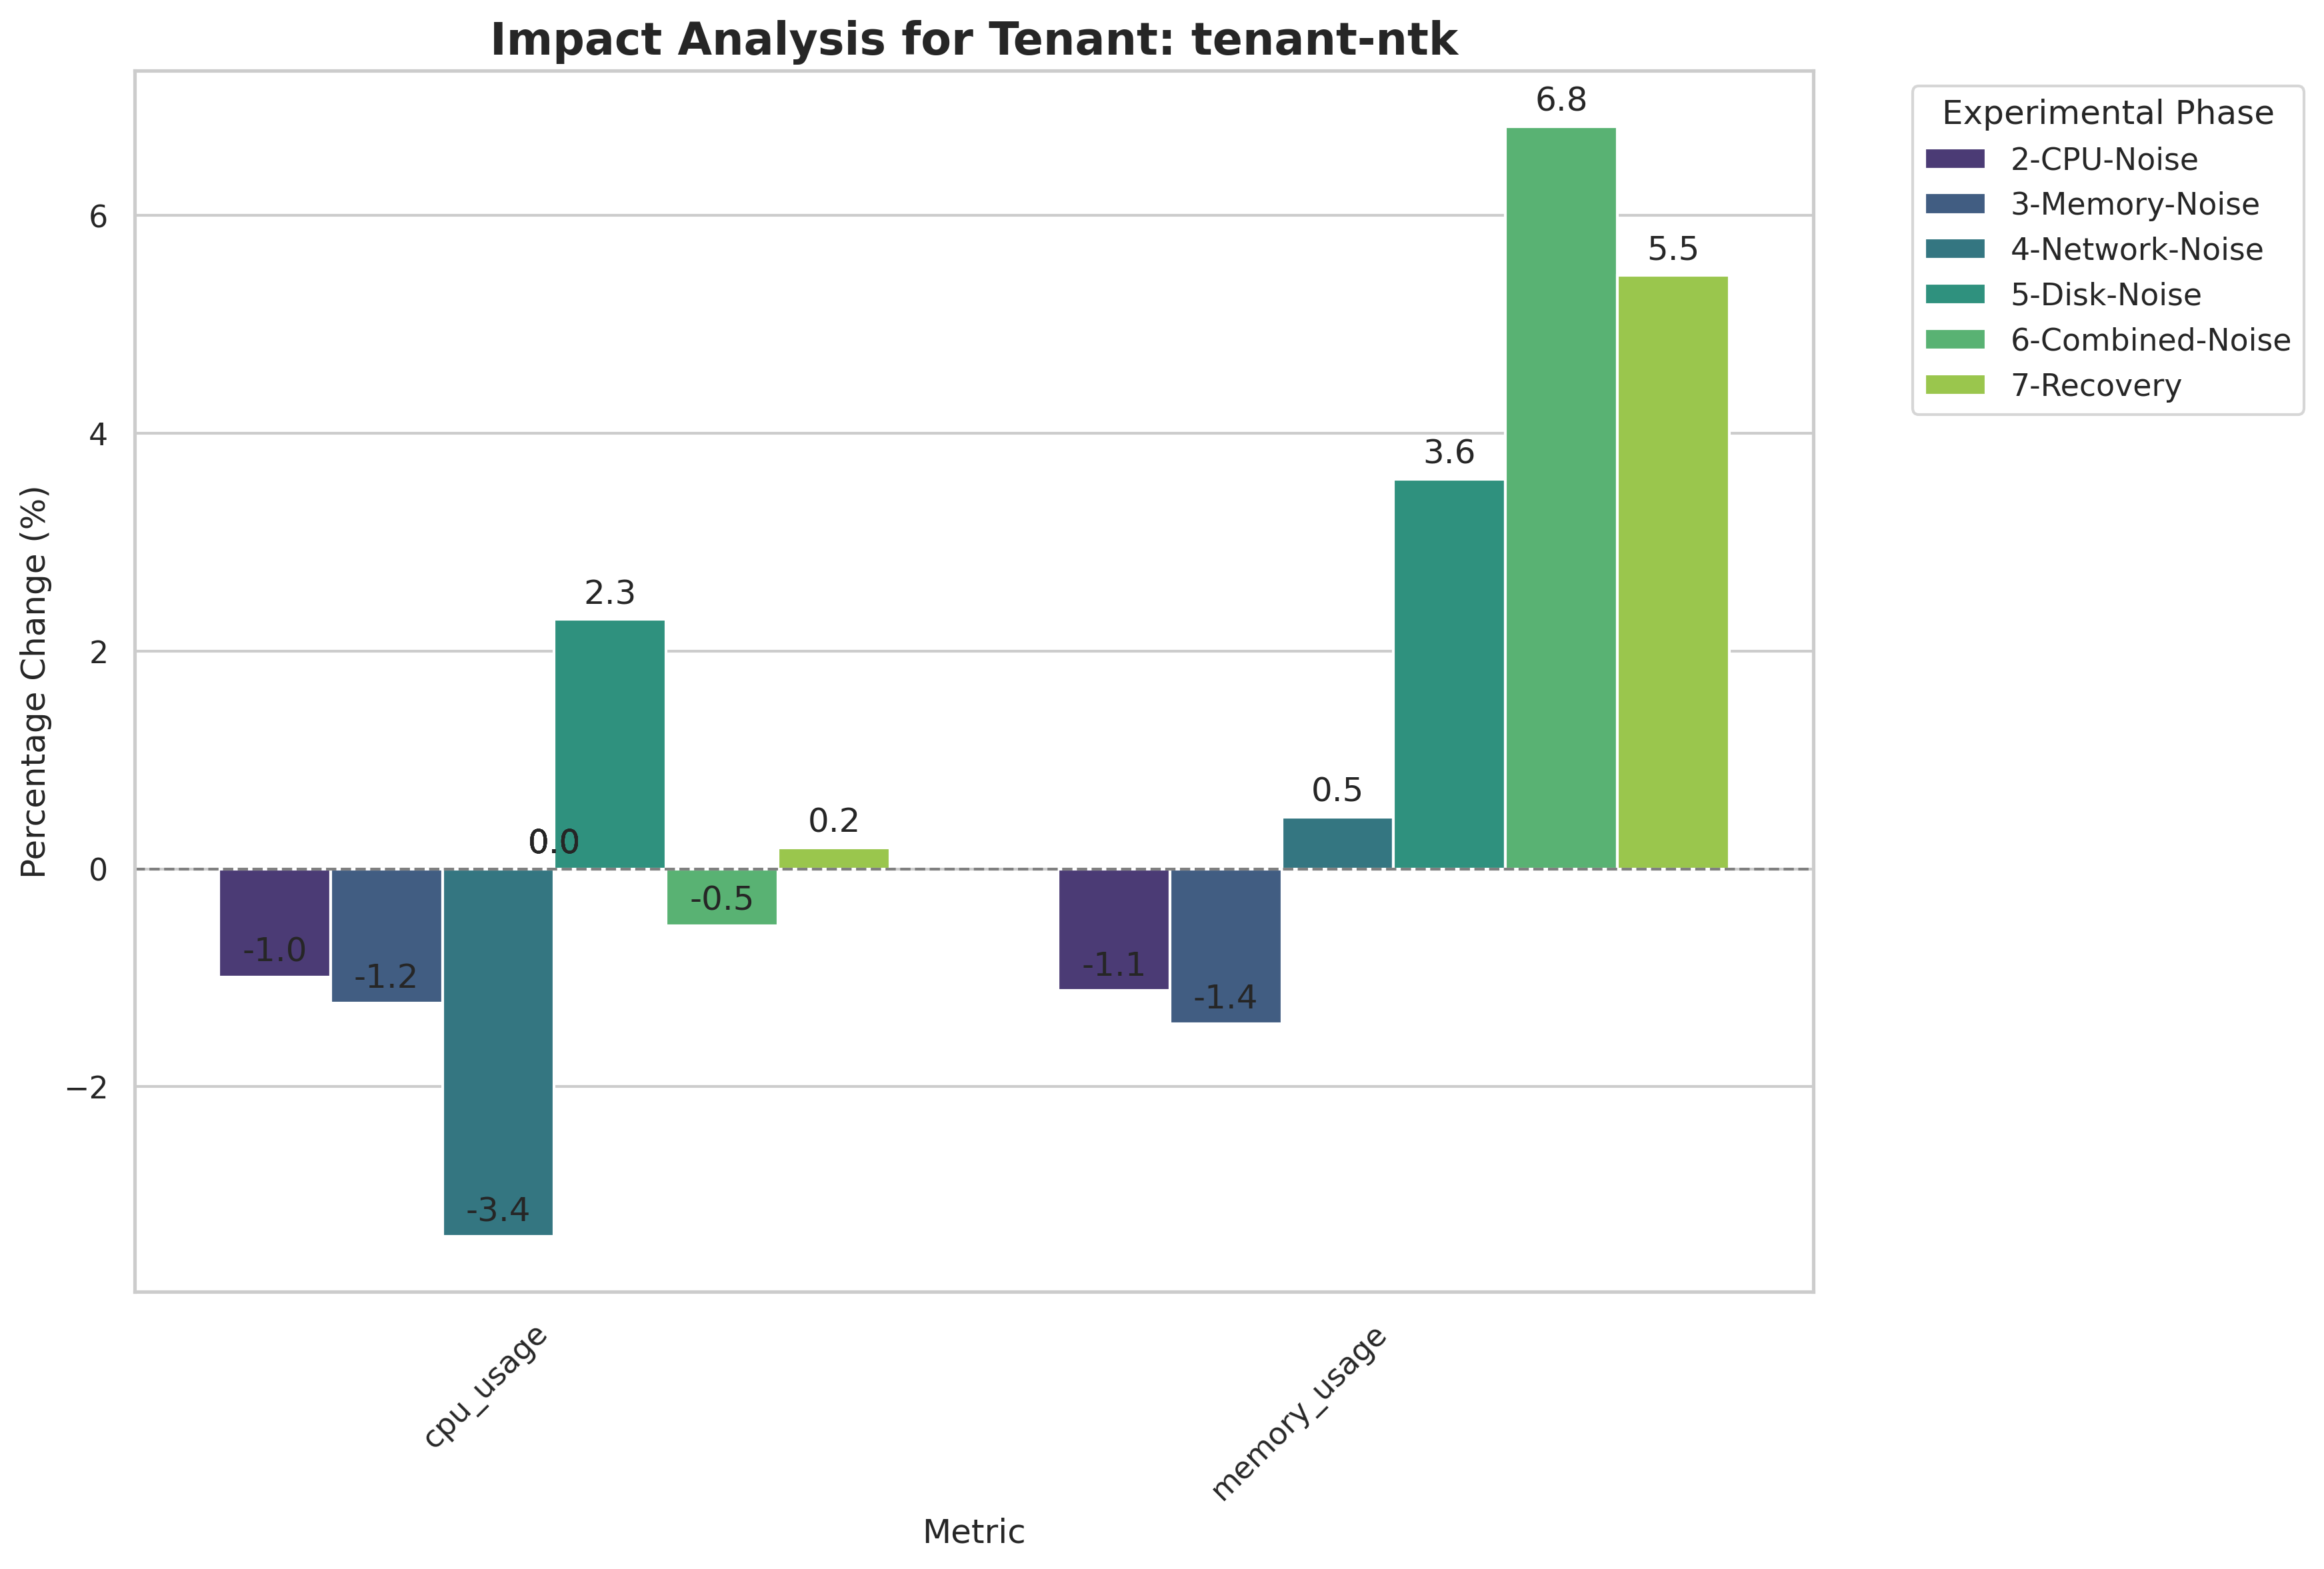 Impact Analysis for Tenant: tenant-ntk
Experimental Phase
2-CPU-Noise
3-Memory-Noise
4-Network-Noise
5-Disk-Noise
6-Combined-Noise
7-Recovery
Percentage Change (%)
6
4
2
0
−2
-1.0
-1.2
-3.4
0.0
2.3
-0.5
0.2
-1.1
-1.4
0.5
3.6
6.8
5.5
cpu_usage
memory_usage
Metric